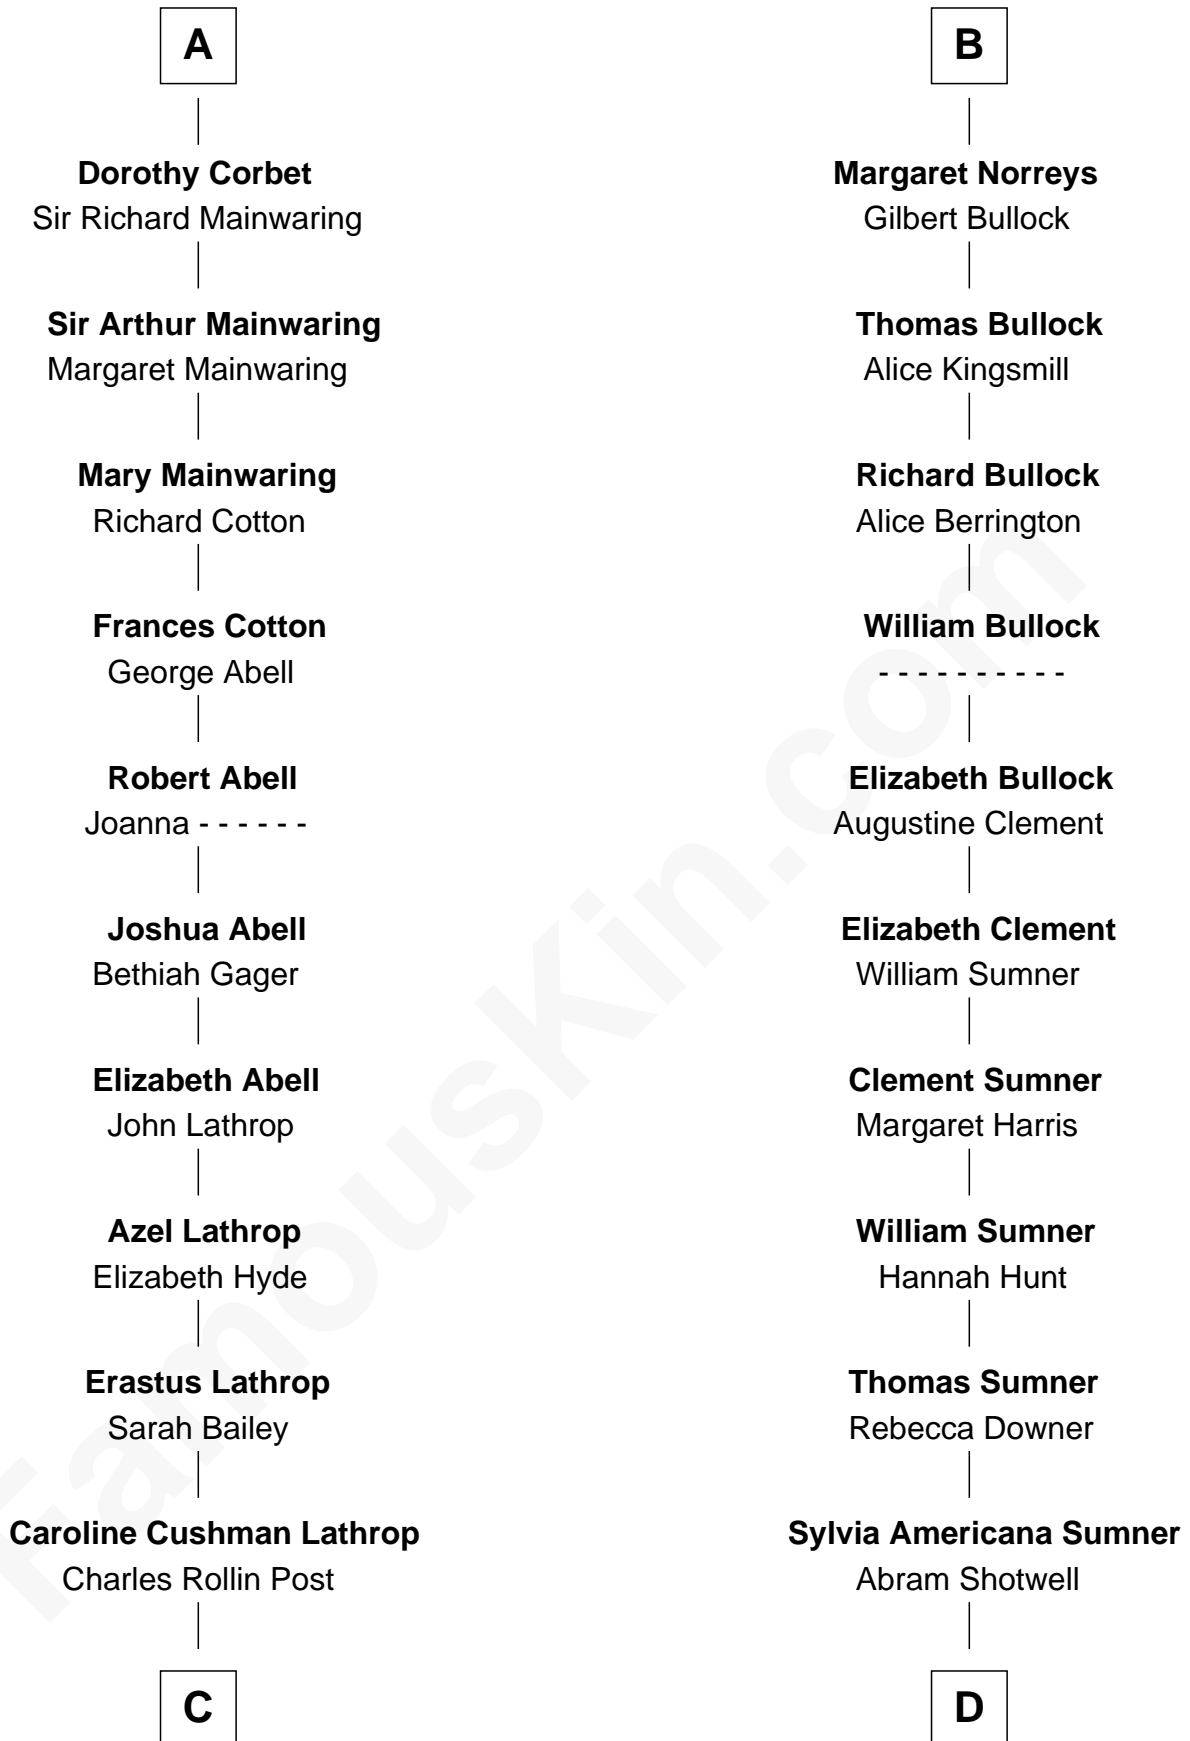 A
Dorothy Corbet
Sir Richard Mainwaring
Sir Arthur Mainwaring
Margaret Mainwaring
Mary Mainwaring
Richard Cotton
Frances Cotton
George Abell
Robert Abell
Joanna - - - - - -
Joshua Abell
Bethiah Gager
Elizabeth Abell
John Lathrop
Azel Lathrop
Elizabeth Hyde
Erastus Lathrop
Sarah Bailey
Caroline Cushman Lathrop
Charles Rollin Post
C
B
Margaret Norreys
Gilbert Bullock
Thomas Bullock
Alice Kingsmill
Richard Bullock
Alice Berrington
William Bullock
- - - - - - - - - -
Elizabeth Bullock
Augustine Clement
Elizabeth Clement
William Sumner
Clement Sumner
Margaret Harris
William Sumner
Hannah Hunt
Thomas Sumner
Rebecca Downer
Sylvia Americana Sumner
Abram Shotwell
D
FamousKin.com